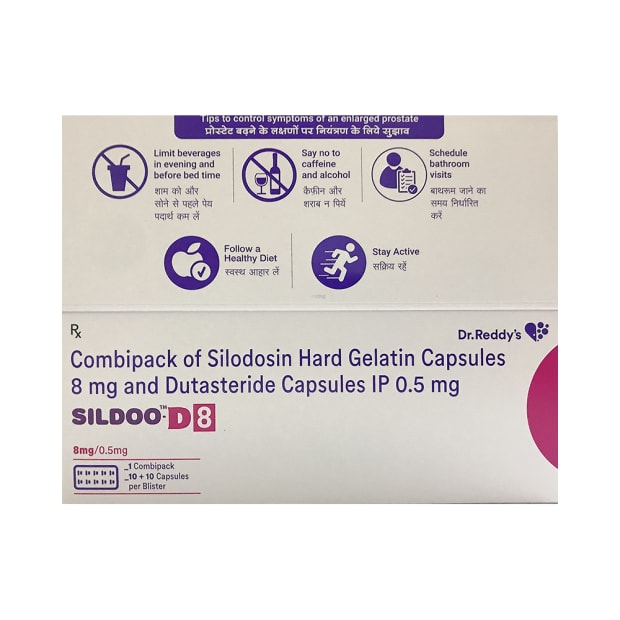 Tips to control symptoms of an enlarged prostate
प्रोस्टेट बढ़ने के लक्षणों पर नियंत्रण के लिये सुझाव
Limit beverages
in evening and
before bed time
शाम को और
सोने से पहले पेय
पदार्थ कम लें
Say no to
caffeine
and alcohol
कैफ़ीन और
शराब न पियें
Schedule
bathroom
visits
बाथरूम जाने का
समय निर्धारित
करें
Follow a
Healthy Diet
स्वस्थ आहार लें
Stay Active
सक्रिय रहें
Rx
Dr.Reddy's
Combipack of Silodosin Hard Gelatin Capsules
8 mg and Dutasteride Capsules IP 0.5 mg
SILDOO™-D 8
8mg/0.5mg
1 Combipack
10 + 10 Capsules
per Blister